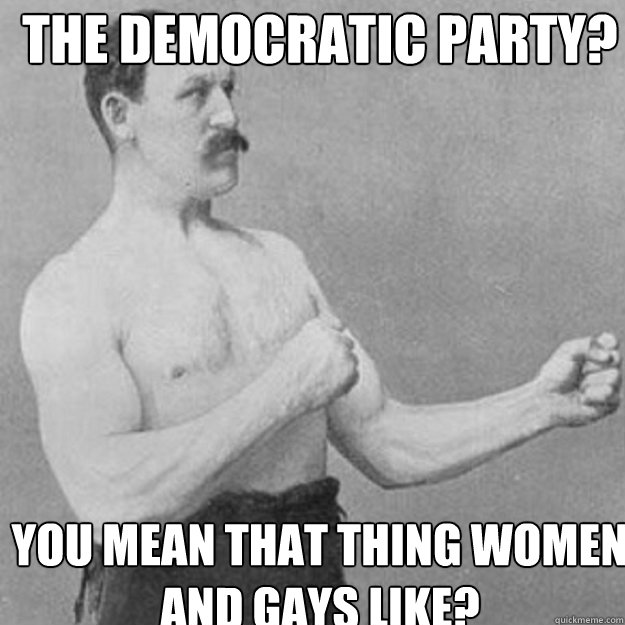 THE DEMOCRATIC PARTY?
YOU MEAN THAT THING WOMEN
AND GAYS LIKE?
quickmeme.com